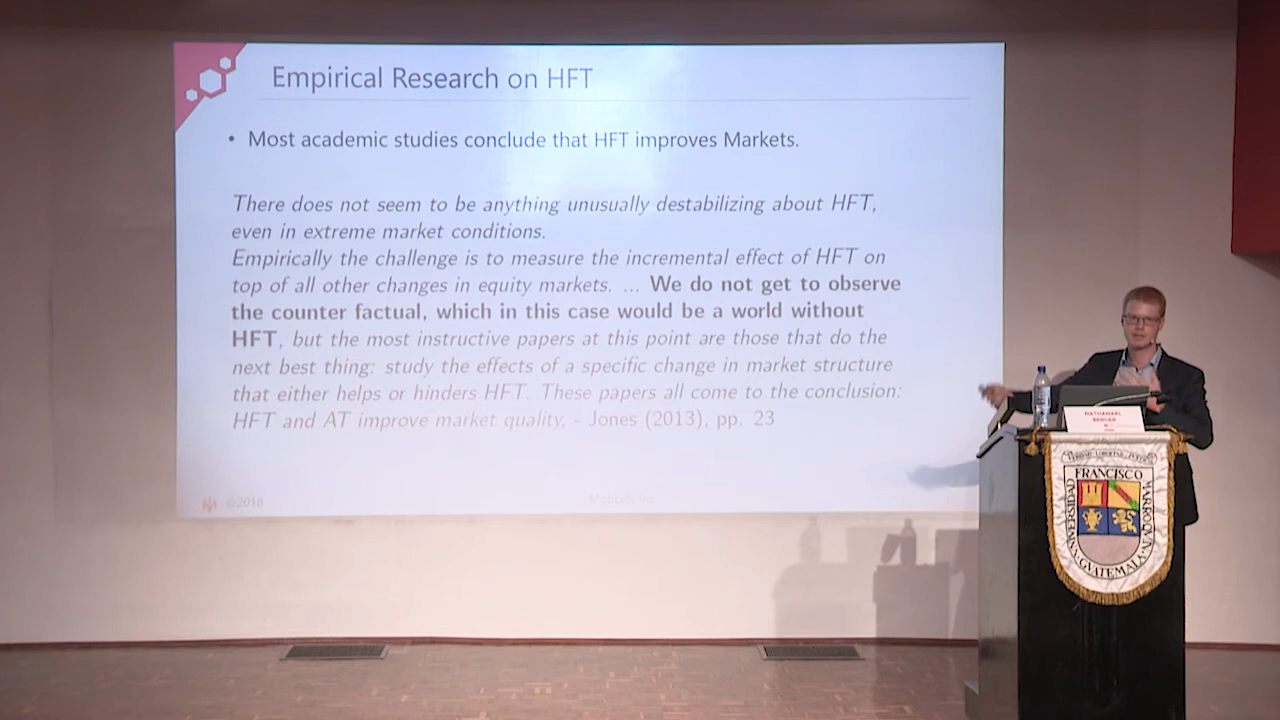 Empirical Research on HFT
• Most academic studies conclude that HFT improves Markets.
There does not seem to be anything unusually destabilizing about HFT,
even in extreme market conditions.
Empirically the challenge is to measure the incremental effect of HFT on
top of all other changes in equity markets. ... We do not get to observe
the counter factual, which in this case would be a world without
HFT, but the most instructive papers at this point are those that do the
next best thing: study the effects of a specific change in market structure
that either helps or hinders HFT. These papers all come to the conclusion:
HFT and AT improve market quality, - Jones (2013), pp. 23
©2018
NATHANAEL
UNIVERSIDAD FRANCISCO MARROQUIN
GUATEMALA